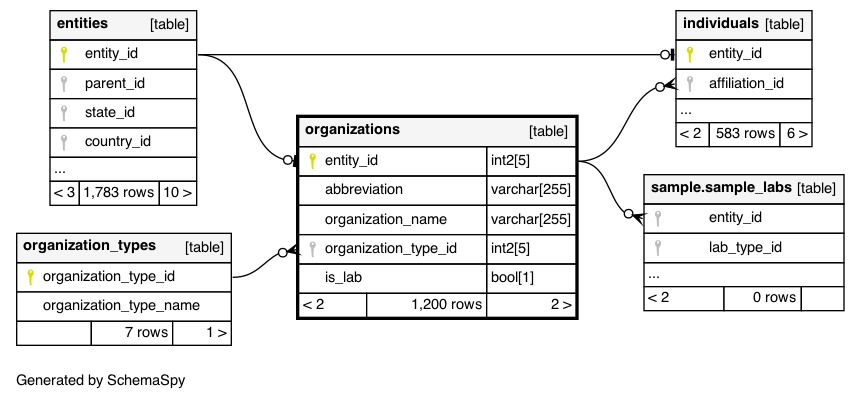 entities [table]
entity_id
parent_id
state_id
country_id
...
< 3 1,783 rows 10 >
organization_types [table]
organization_type_id
organization_type_name
7 rows 1 >
organizations [table]
entity_id int2[5]
abbreviation varchar[255]
organization_name varchar[255]
organization_type_id int2[5]
is_lab bool[1]
< 2 1,200 rows 2 >
individuals [table]
entity_id
affiliation_id
...
< 2 583 rows 6 >
sample.sample_labs [table]
entity_id
lab_type_id
...
< 2 0 rows
Generated by SchemaSpy